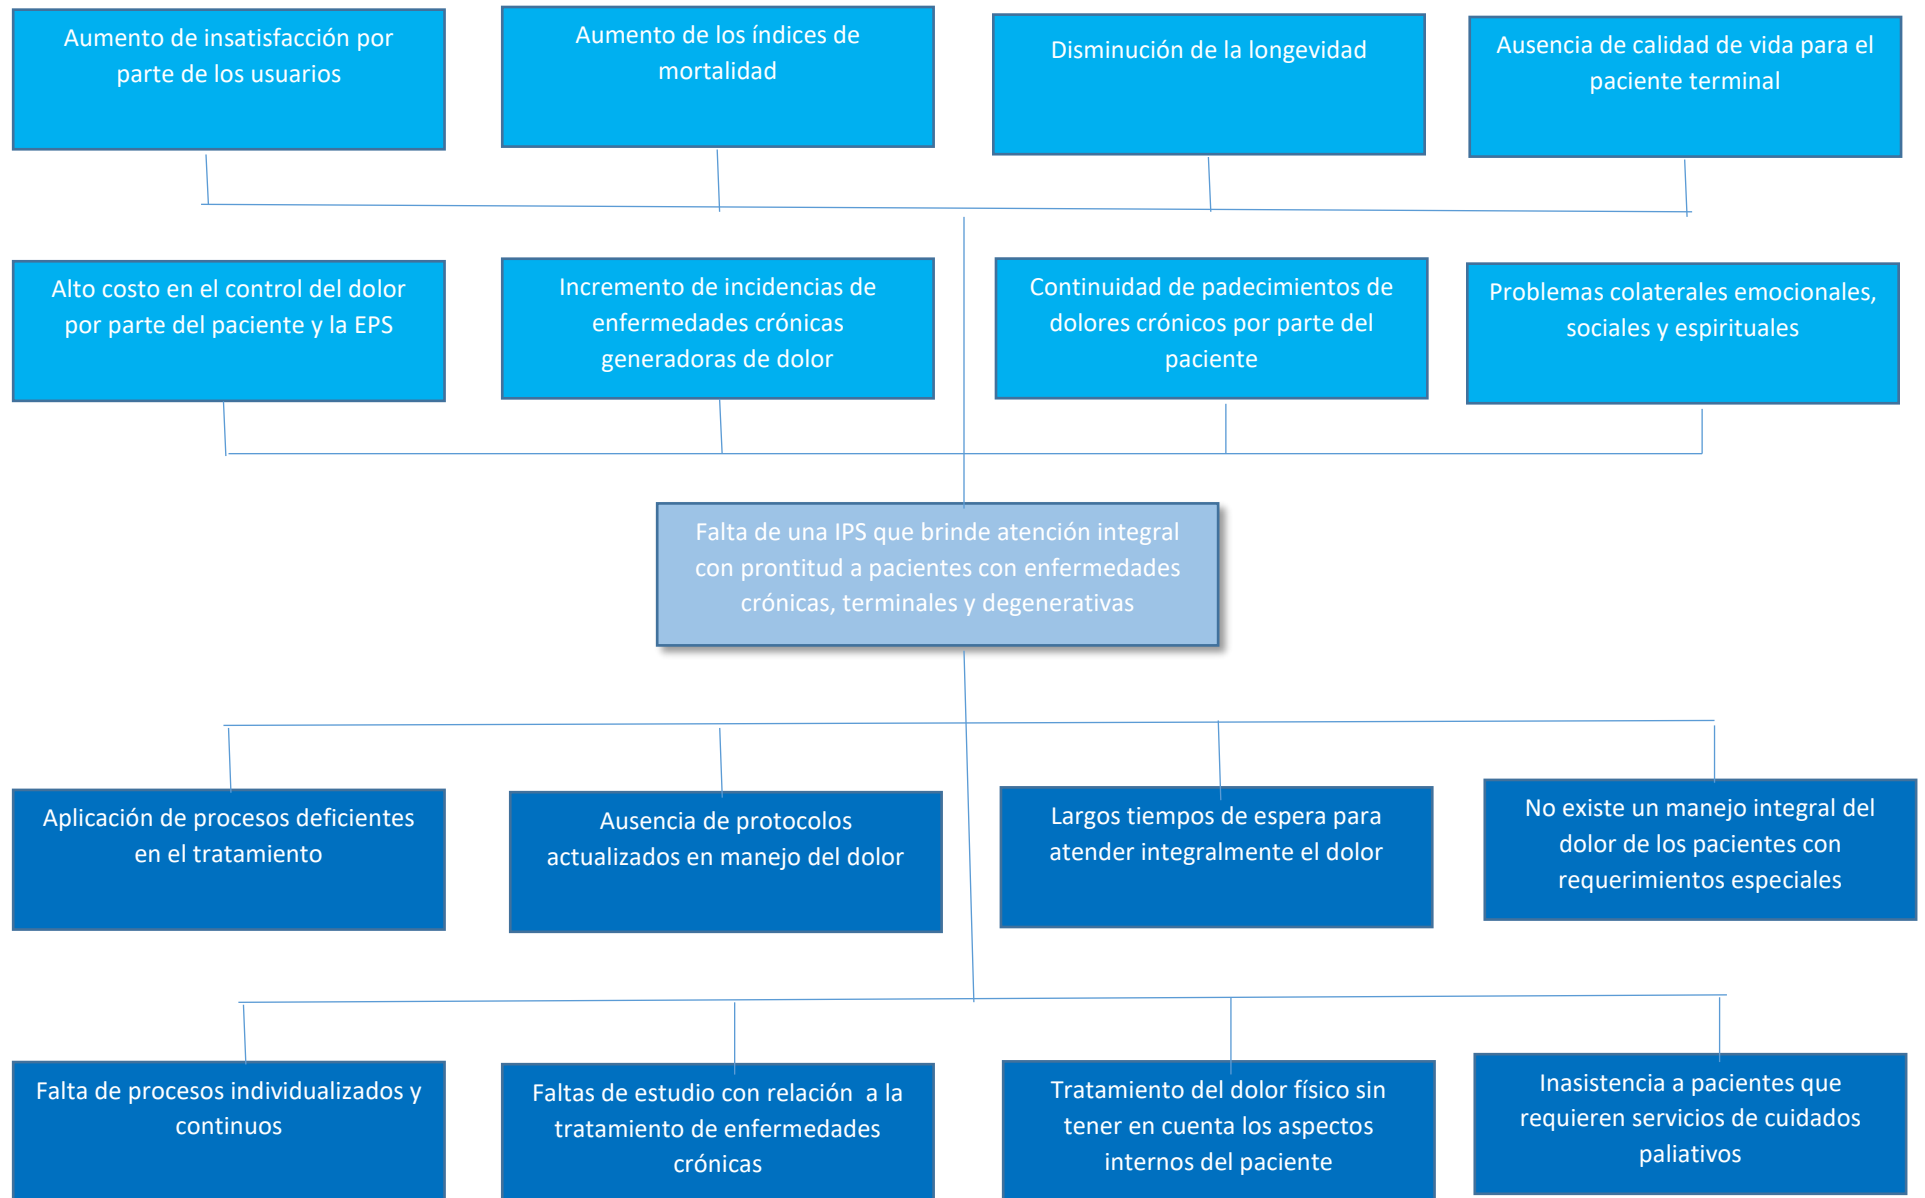 Aumento de insatisfacción por
parte de los usuarios
Aumento de los índices de
mortalidad
Disminución de la longevidad
Ausencia de calidad de vida para el
paciente terminal
Alto costo en el control del dolor
por parte del paciente y la EPS
Incremento de incidencias de
enfermedades crónicas
generadoras de dolor
Continuidad de padecimientos de
dolores crónicos por parte del
paciente
Problemas colaterales emocionales,
sociales y espirituales
Falta de una IPS que brinde atención integral
con prontitud a pacientes con enfermedades
crónicas, terminales y degenerativas
Aplicación de procesos deficientes
en el tratamiento
Ausencia de protocolos
actualizados en manejo del dolor
Largos tiempos de espera para
atender integralmente el dolor
No existe un manejo integral del
dolor de los pacientes con
requerimientos especiales
Falta de procesos individualizados y
continuos
Faltas de estudio con relación  a la
tratamiento de enfermedades
crónicas
Tratamiento del dolor físico sin
tener en cuenta los aspectos
internos del paciente
Inasistencia a pacientes que
requieren servicios de cuidados
paliativos